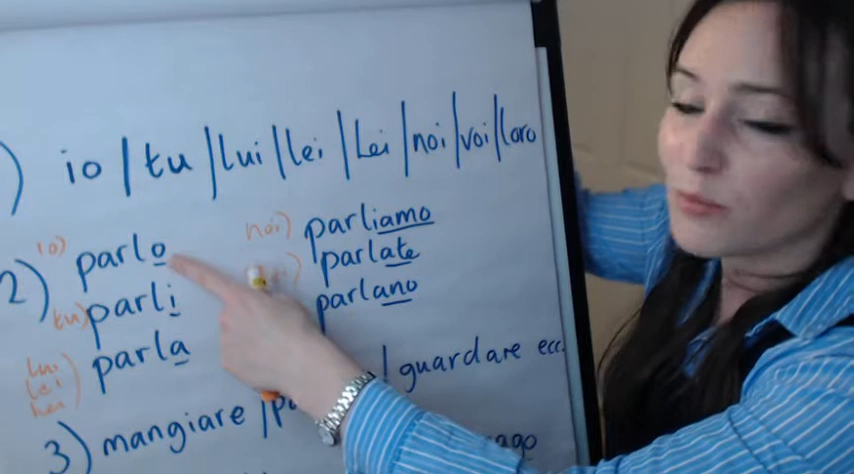 ) io / tu / lui / lei / Lei / noi / voi / loro
2) io) parlo noi) parliamo
tu) parli parlate
lui parla parlano
lei
3) mangiare / / guardare ecc.
ago